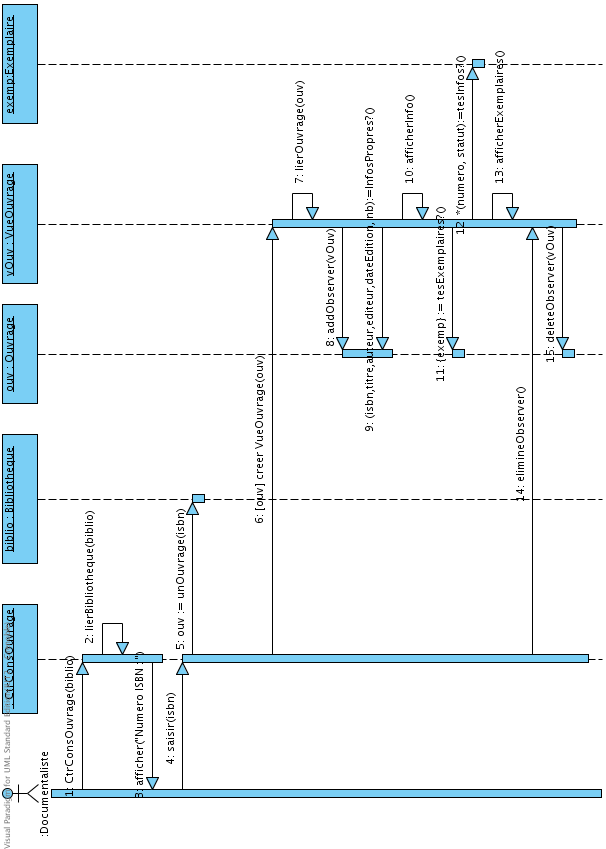 :Documentaliste
: CtrConsOuvrage
biblio : Bibliotheque
ouv : Ouvrage
vOuv : VueOuvrage
exemp:Exemplaire
1: CtrConsOuvrage(biblio)
2: lierBibliotheque(biblio)
3: afficher("Numero ISBN :")
4: saisir(isbn)
5: ouv := unOuvrage(isbn)
6: [ouv] creer VueOuvrage(ouv)
7: lierOuvrage(ouv)
8: addObserver(vOuv)
9: (isbn,titre,auteur,editeur,dateEdition, nb):=InfosPropres?()
10: afficherInfo()
11: {exemp} := tesExemplaires?()
12: *(numero, statut):=tesInfos?()
13: afficherExemplaires()
14: elimineObserver()
15: deleteObserver(vOuv)
Visual Paradigm for UML Standard